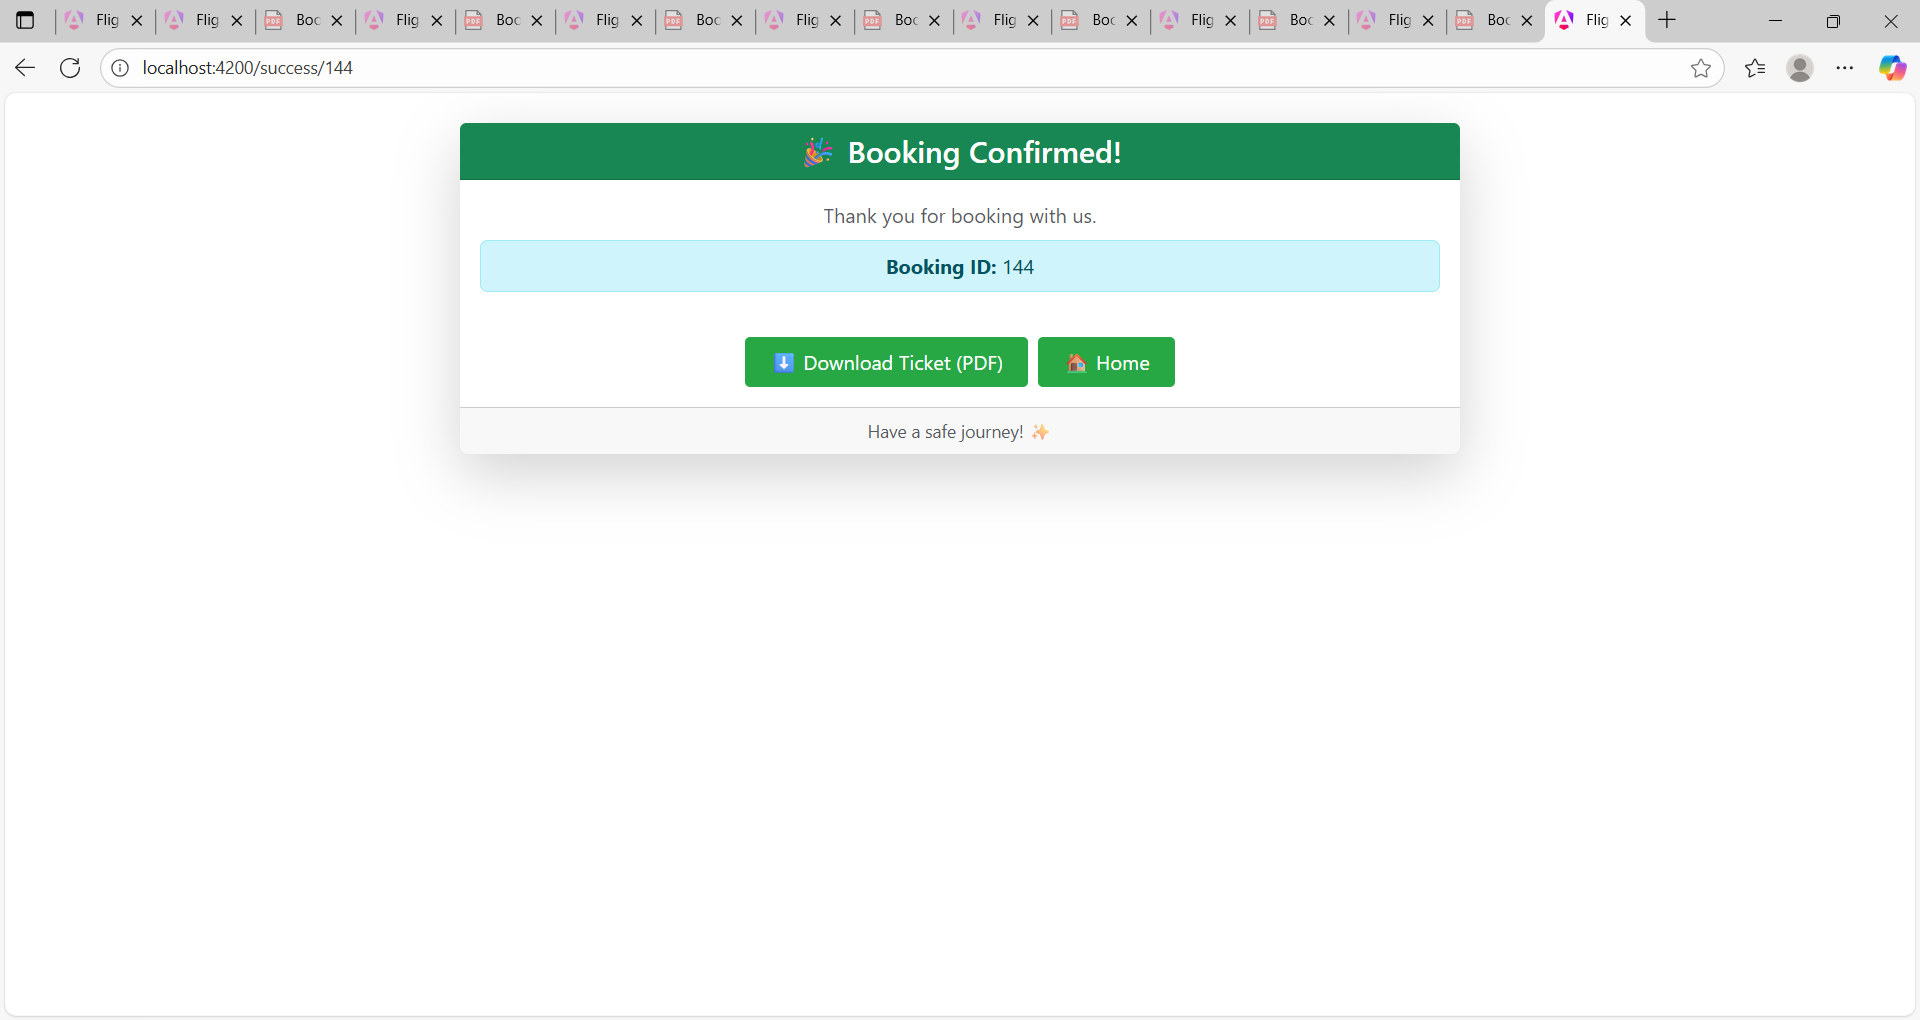 Flig Flig Boc Flig Boc Flig Boc Flig Boc Flig Boc Flig Boc Flig Boc Flig
localhost:4200/success/144
🎉 Booking Confirmed!
Thank you for booking with us.
Booking ID: 144
⬇️ Download Ticket (PDF) 🏠 Home
Have a safe journey! ✨